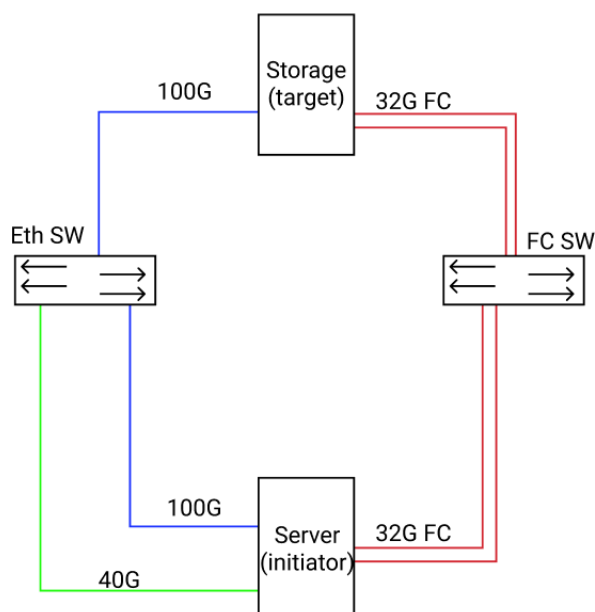 Storage
(target)
100G
32G FC
Eth SW
FC SW
100G
Server
(initiator)
32G FC
40G